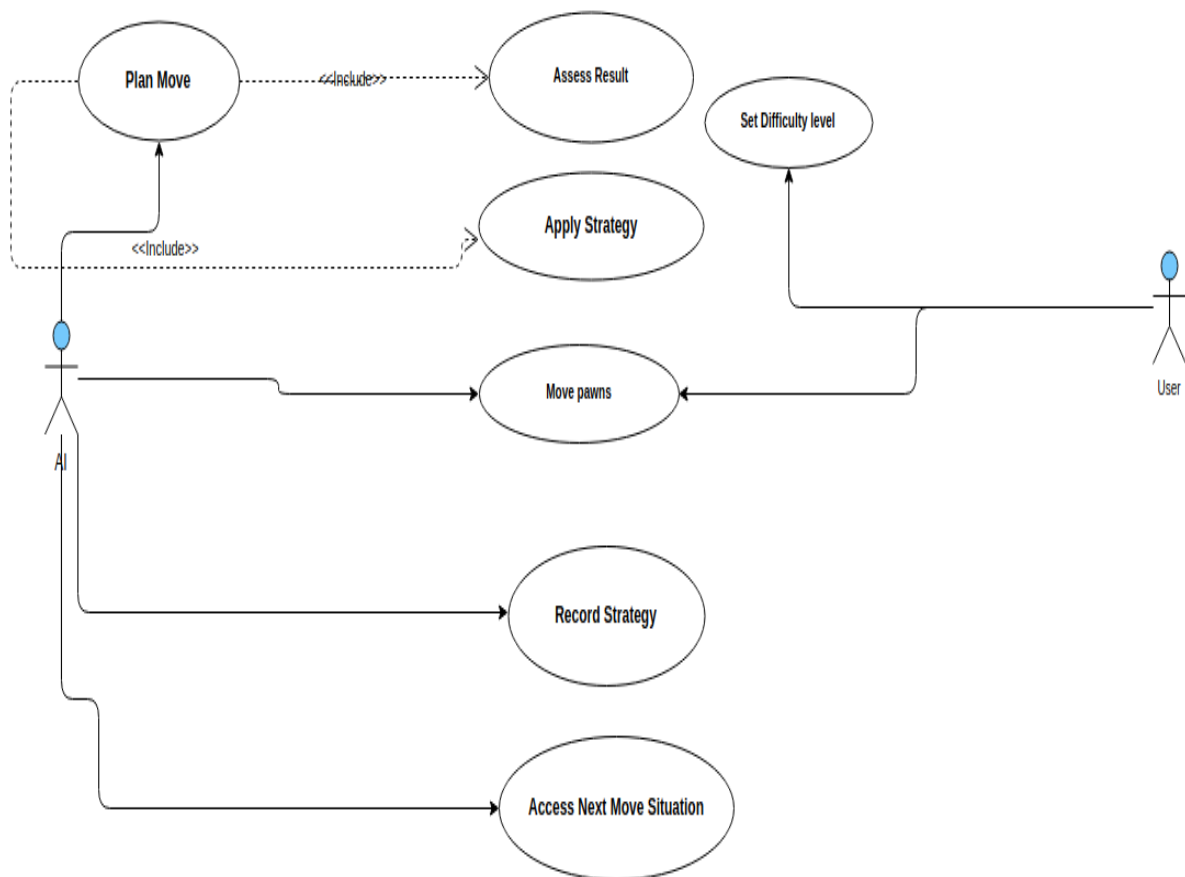 Plan Move
<<Include>>
Assess Result
Set Difficulty level
Apply Strategy
<<Include>>
Move pawns
User
AI
Record Strategy
Access Next Move Situation